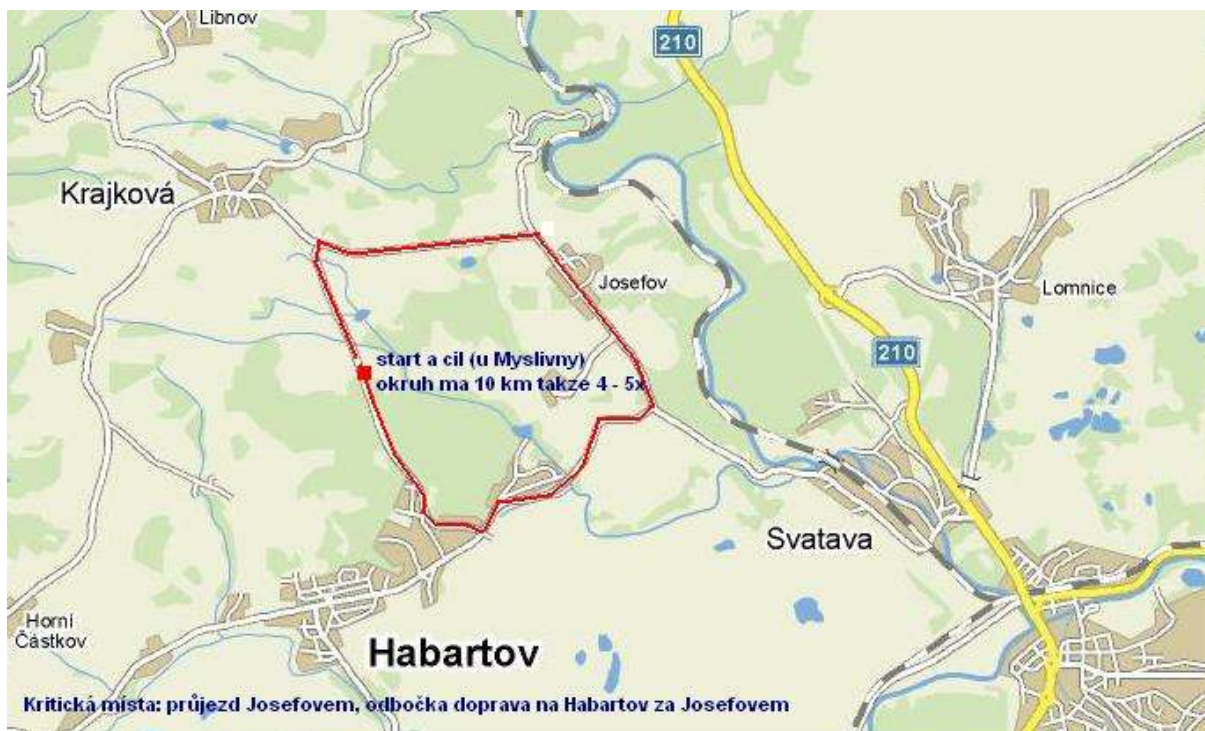 Libnov
210
Krajková
Josefov
Lomnice
start a cil (u Myslivny)
okruh ma 10 km takze 4 - 5x
210
Svatava
Horní
Částkov
Habartov
Kritická místa: průjezd Josefovem, odbočka doprava na Habartov za Josefovem